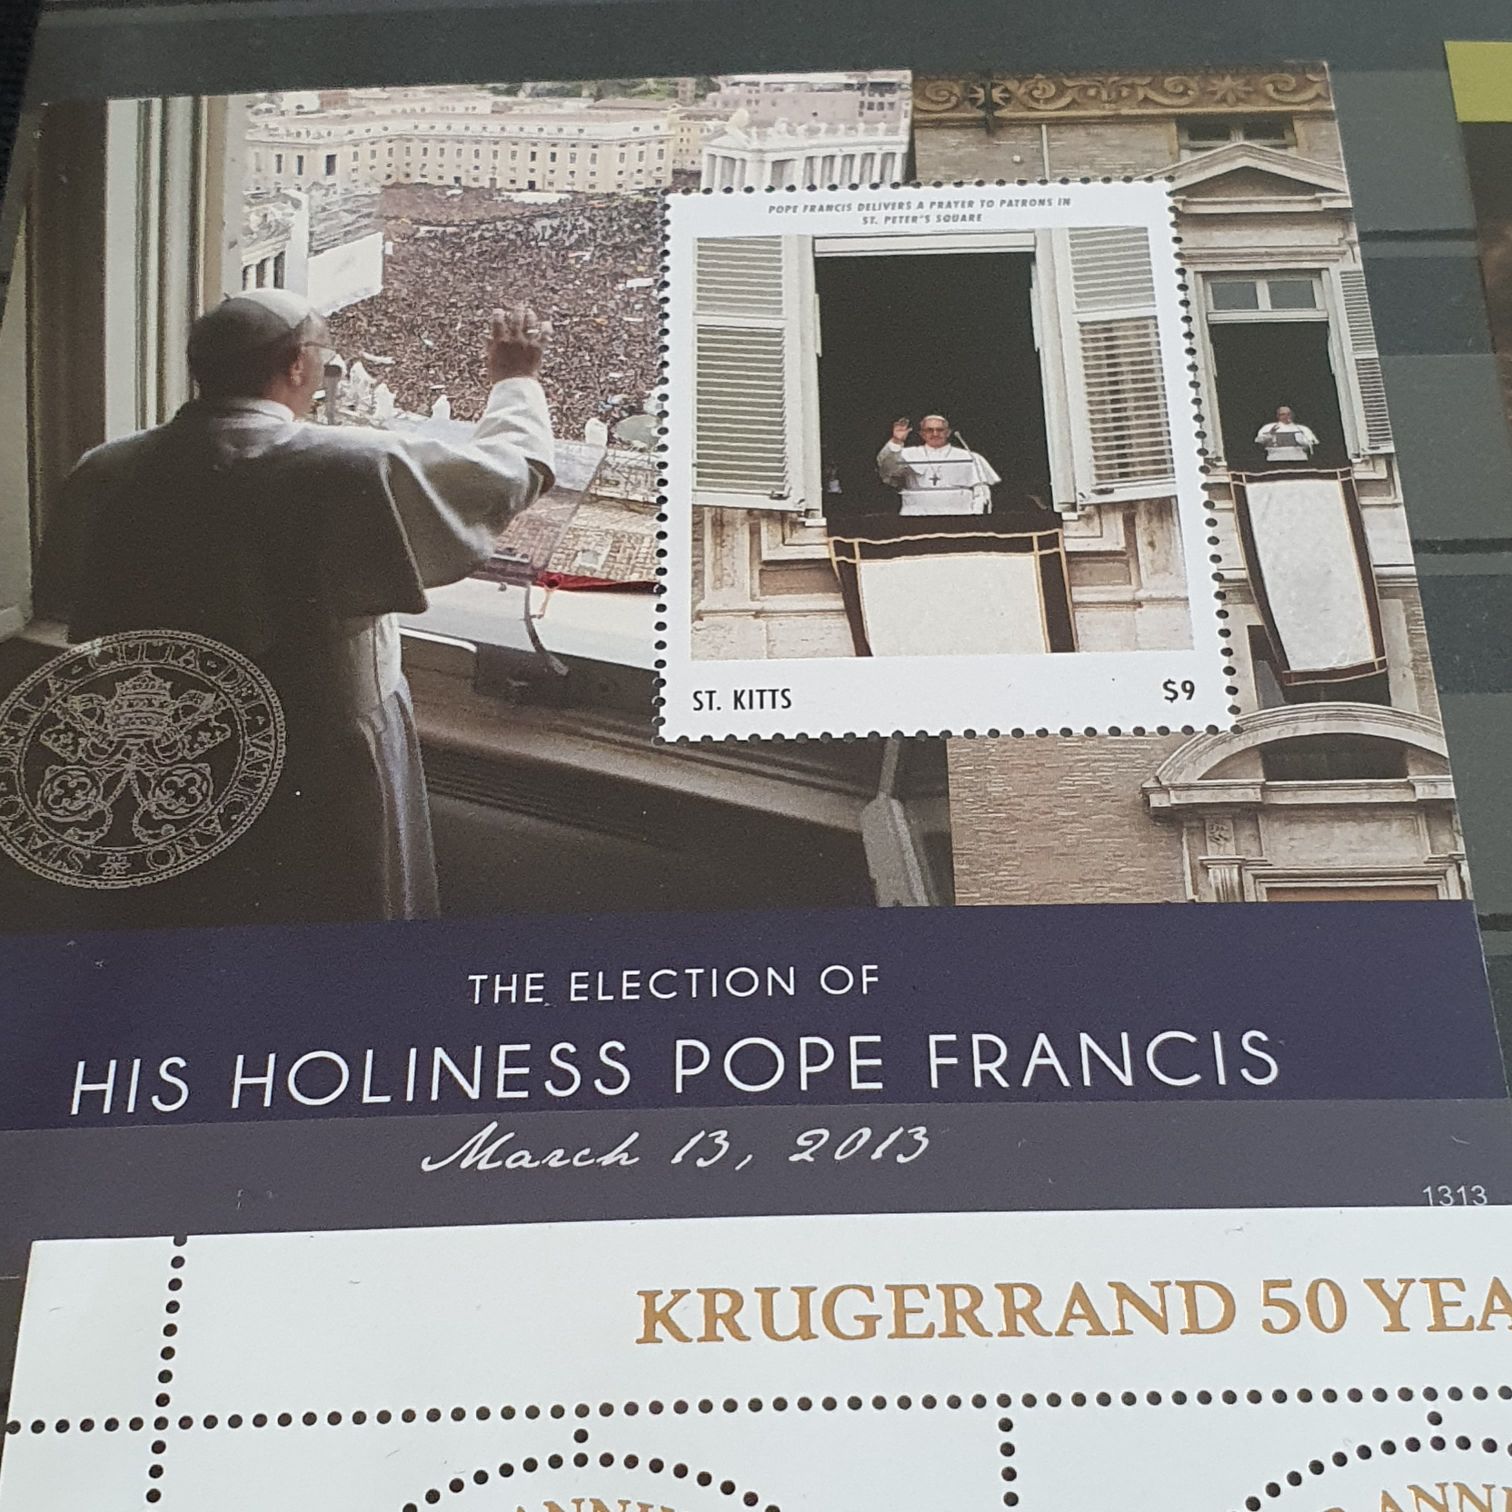 POPE FRANCIS DELIVERS A PRAYER TO PATRONS IN
ST. PETER'S SQUARE
ST. KITTS
$9
THE ELECTION OF
HIS HOLINESS POPE FRANCIS
March 13, 2013
1313
KRUGERRAND 50 YEA